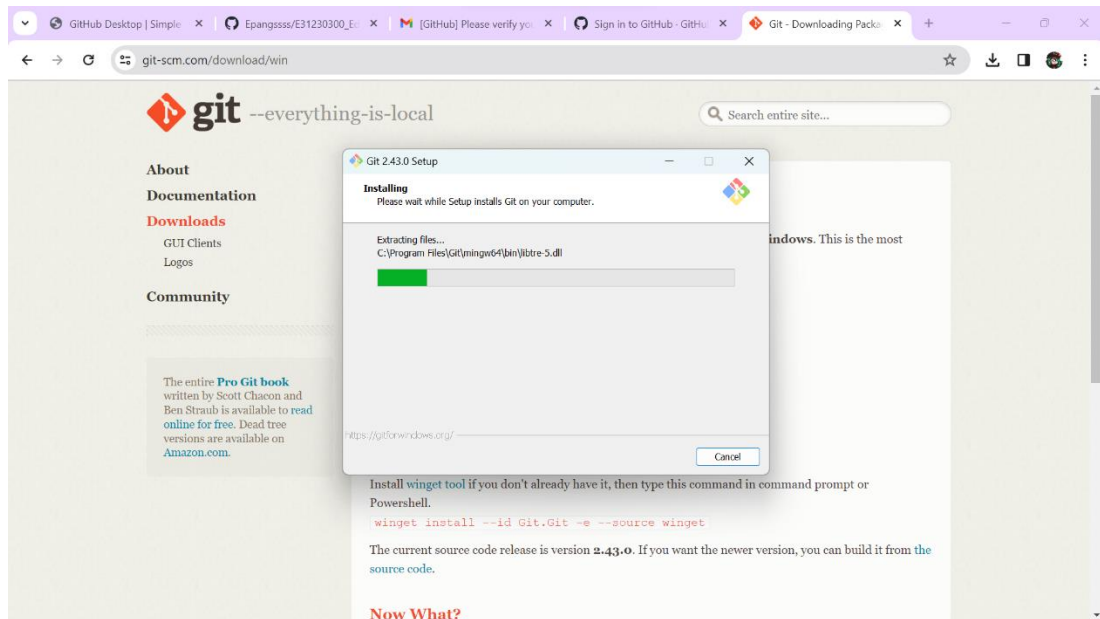 GitHub Desktop | Simple
Epangssss/E31230300_Ec
[GitHub] Please verify yo
Sign in to GitHub · GitHu
Git - Downloading Packa
git-scm.com/download/win
git --everything-is-local
Search entire site...
About
Documentation
Downloads
GUI Clients
Logos
Community
The entire Pro Git book
written by Scott Chacon and
Ben Straub is available to read
online for free. Dead tree
versions are available on
Amazon.com.
Git 2.43.0 Setup
Installing
Please wait while Setup installs Git on your computer.
Extracting files...
C:\Program Files\Git\mingw64\bin\libtre-5.dll
https://gitforwindows.org/
Cancel
indows. This is the most
Install winget tool if you don't already have it, then type this command in command prompt or
Powershell.
winget install --id Git.Git -e --source winget
The current source code release is version 2.43.0. If you want the newer version, you can build it from the
source code.
Now What?